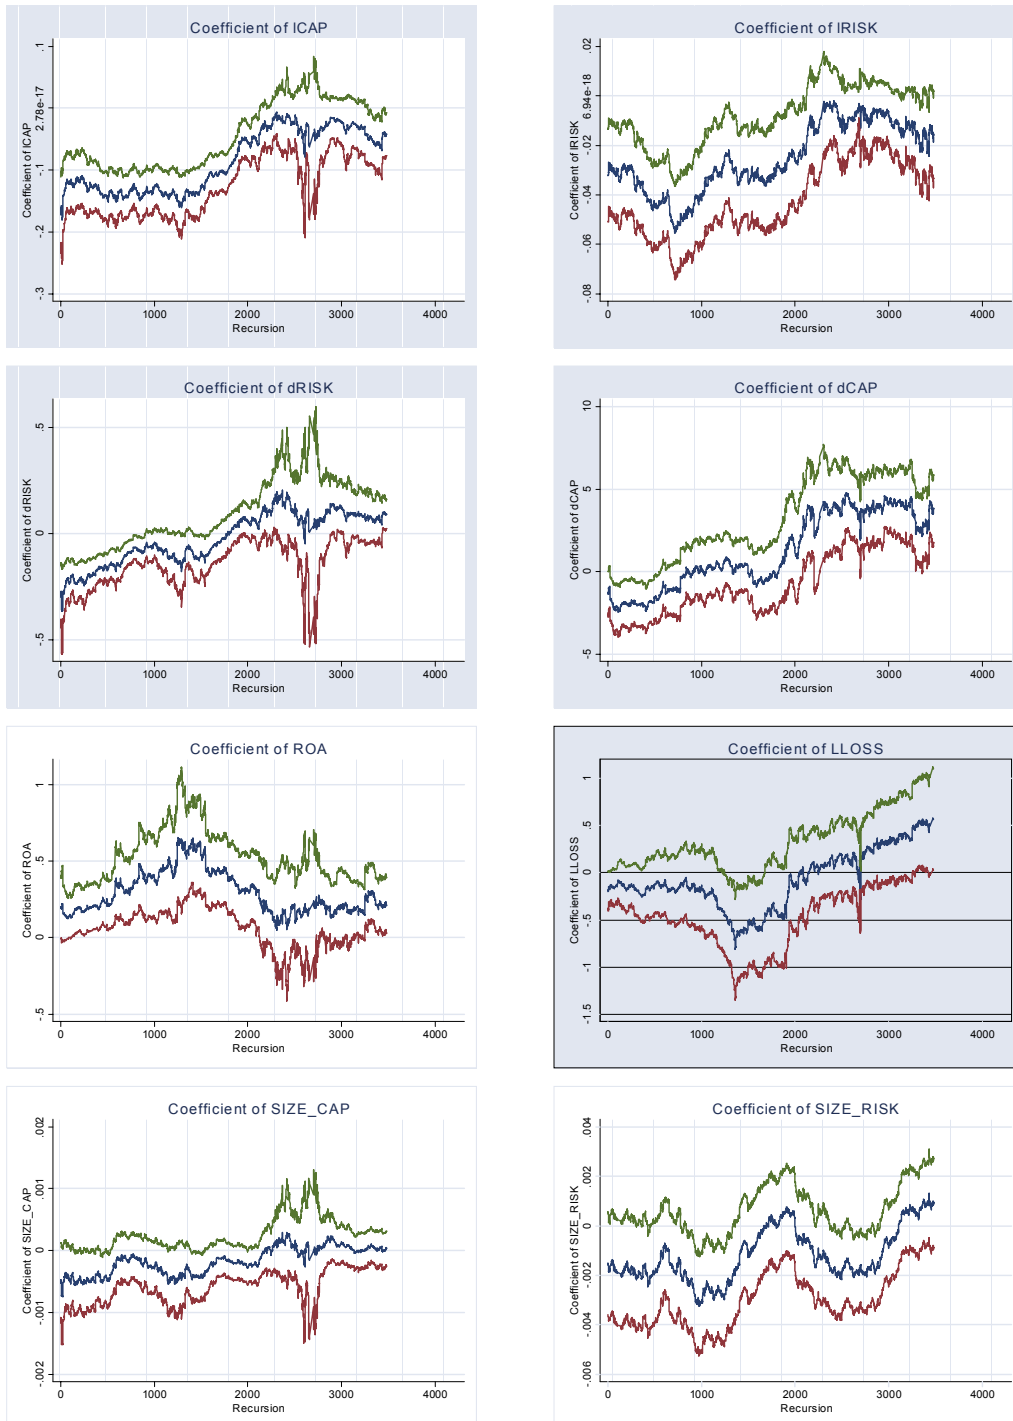 Coefficient of ICAP
Coefficient of ICAP
.1
2.78e-17
-.1
-.2
-.3
0 1000 2000 3000 4000
Recursion
Coefficient of IRISK
Coefficient of IRISK
.02
6.94e-18
-.02
-.04
-.06
-.08
0 1000 2000 3000 4000
Recursion
Coefficient of dRISK
Coefficient of dRISK
.5
0
-.5
0 1000 2000 3000 4000
Recursion
Coefficient of dCAP
Coefficient of dCAP
10
5
0
-5
0 1000 2000 3000 4000
Recursion
Coefficient of ROA
Coefficient of ROA
1
.5
0
-.5
0 1000 2000 3000 4000
Recursion
Coefficient of LLOSS
Coefficient of LLOSS
1
.5
0
-.5
-1
-1.5
0 1000 2000 3000 4000
Recursion
Coefficient of SIZE_CAP
Coefficient of SIZE_CAP
.002
.001
0
-.001
-.002
0 1000 2000 3000 4000
Recursion
Coefficient of SIZE_RISK
Coefficient of SIZE_RISK
.004
.002
0
-.002
-.004
-.006
0 1000 2000 3000 4000
Recursion